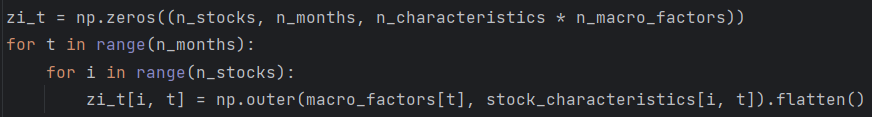 zi_t = np.zeros((n_stocks, n_months, n_characteristics * n_macro_factors))
for t in range(n_months):
    for i in range(n_stocks):
        zi_t[i, t] = np.outer(macro_factors[t], stock_characteristics[i, t]).flatten()